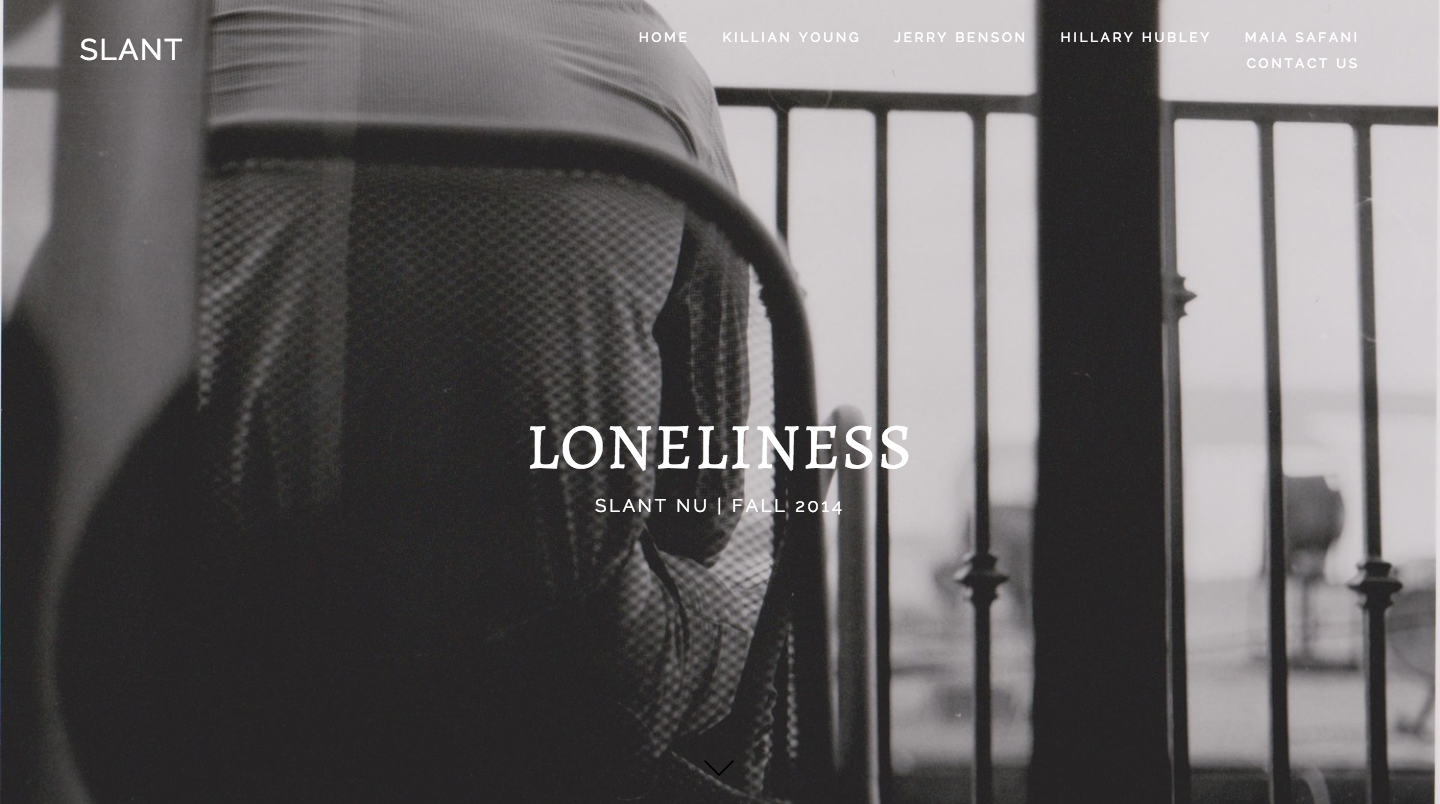 SLANT
HOME KILLIAN YOUNG JERRY BENSON HILLARY HUBLEY MAIA SAFANI
CONTACT US
LONELINESS
SLANT NU | FALL 2014